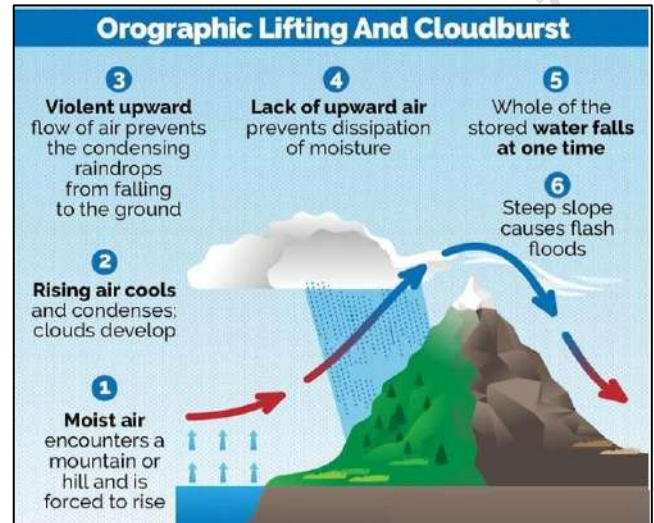 Orographic Lifting And Cloudburst
3
Violent upward
flow of air prevents
the condensing
raindrops
from falling
to the ground
4
Lack of upward air
prevents dissipation
of moisture
5
Whole of the
stored water falls
at one time
6
Steep slope
causes flash
floods
2
Rising air cools
and condenses;
clouds develop
1
Moist air
encounters a
mountain or
hill and is
forced to rise